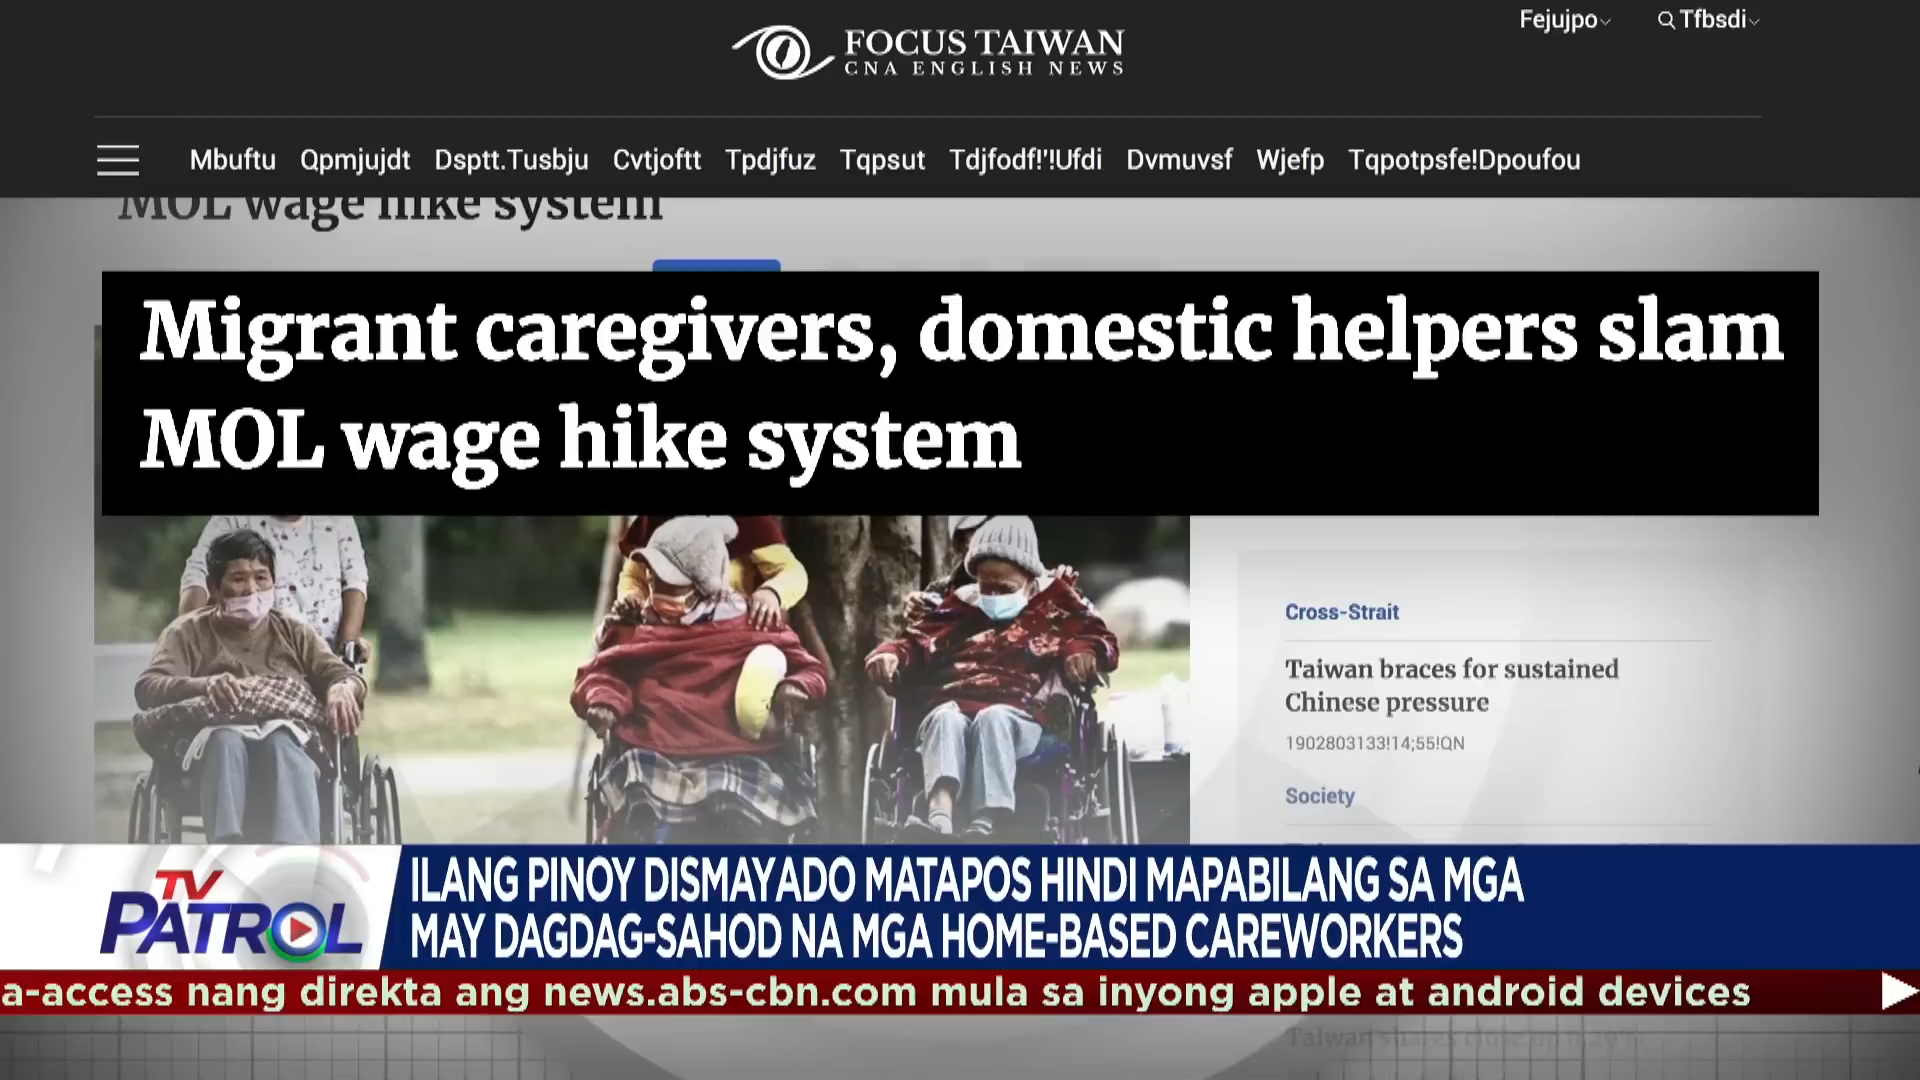 Fejujpo
Tfbsdi
FOCUS TAIWAN
CNA ENGLISH NEWS
Mbuftu Qpmjujdt Dsptt.Tusbju Cvtjoftt Tpdjfuz Tqpsut Tdjfodf!'!Ufdi Dvmuvsf Wjefp Tqpotpsfe!Dpoufou
MOL wage hike system
Migrant caregivers, domestic helpers slam
MOL wage hike system
Cross-Strait
Taiwan braces for sustained
Chinese pressure
1902803133!14;55!QN
Society
TV PATROL
ILANG PINOY DISMAYADO MATAPOS HINDI MAPABILANG SA MGA
MAY DAGDAG-SAHOD NA MGA HOME-BASED CAREWORKERS
a-access nang direkta ang news.abs-cbn.com mula sa inyong apple at android devices